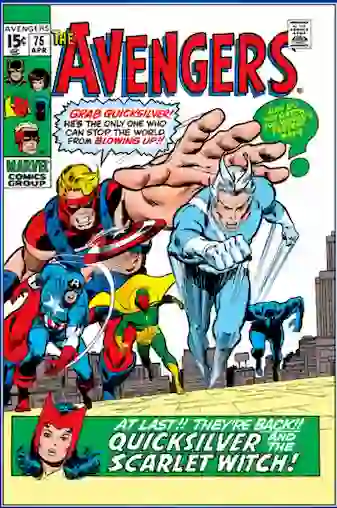 AVENGERS
15¢
75
APR
THE
AVENGERS
MARVEL
COMICS
GROUP
GRAB QUICKSILVER!
HE'S THE ONLY ONE WHO
CAN STOP THE WORLD
FROM BLOWING UP!!
AT LAST!! THEY'RE BACK!!
QUICKSILVER AND
THE
SCARLET WITCH!